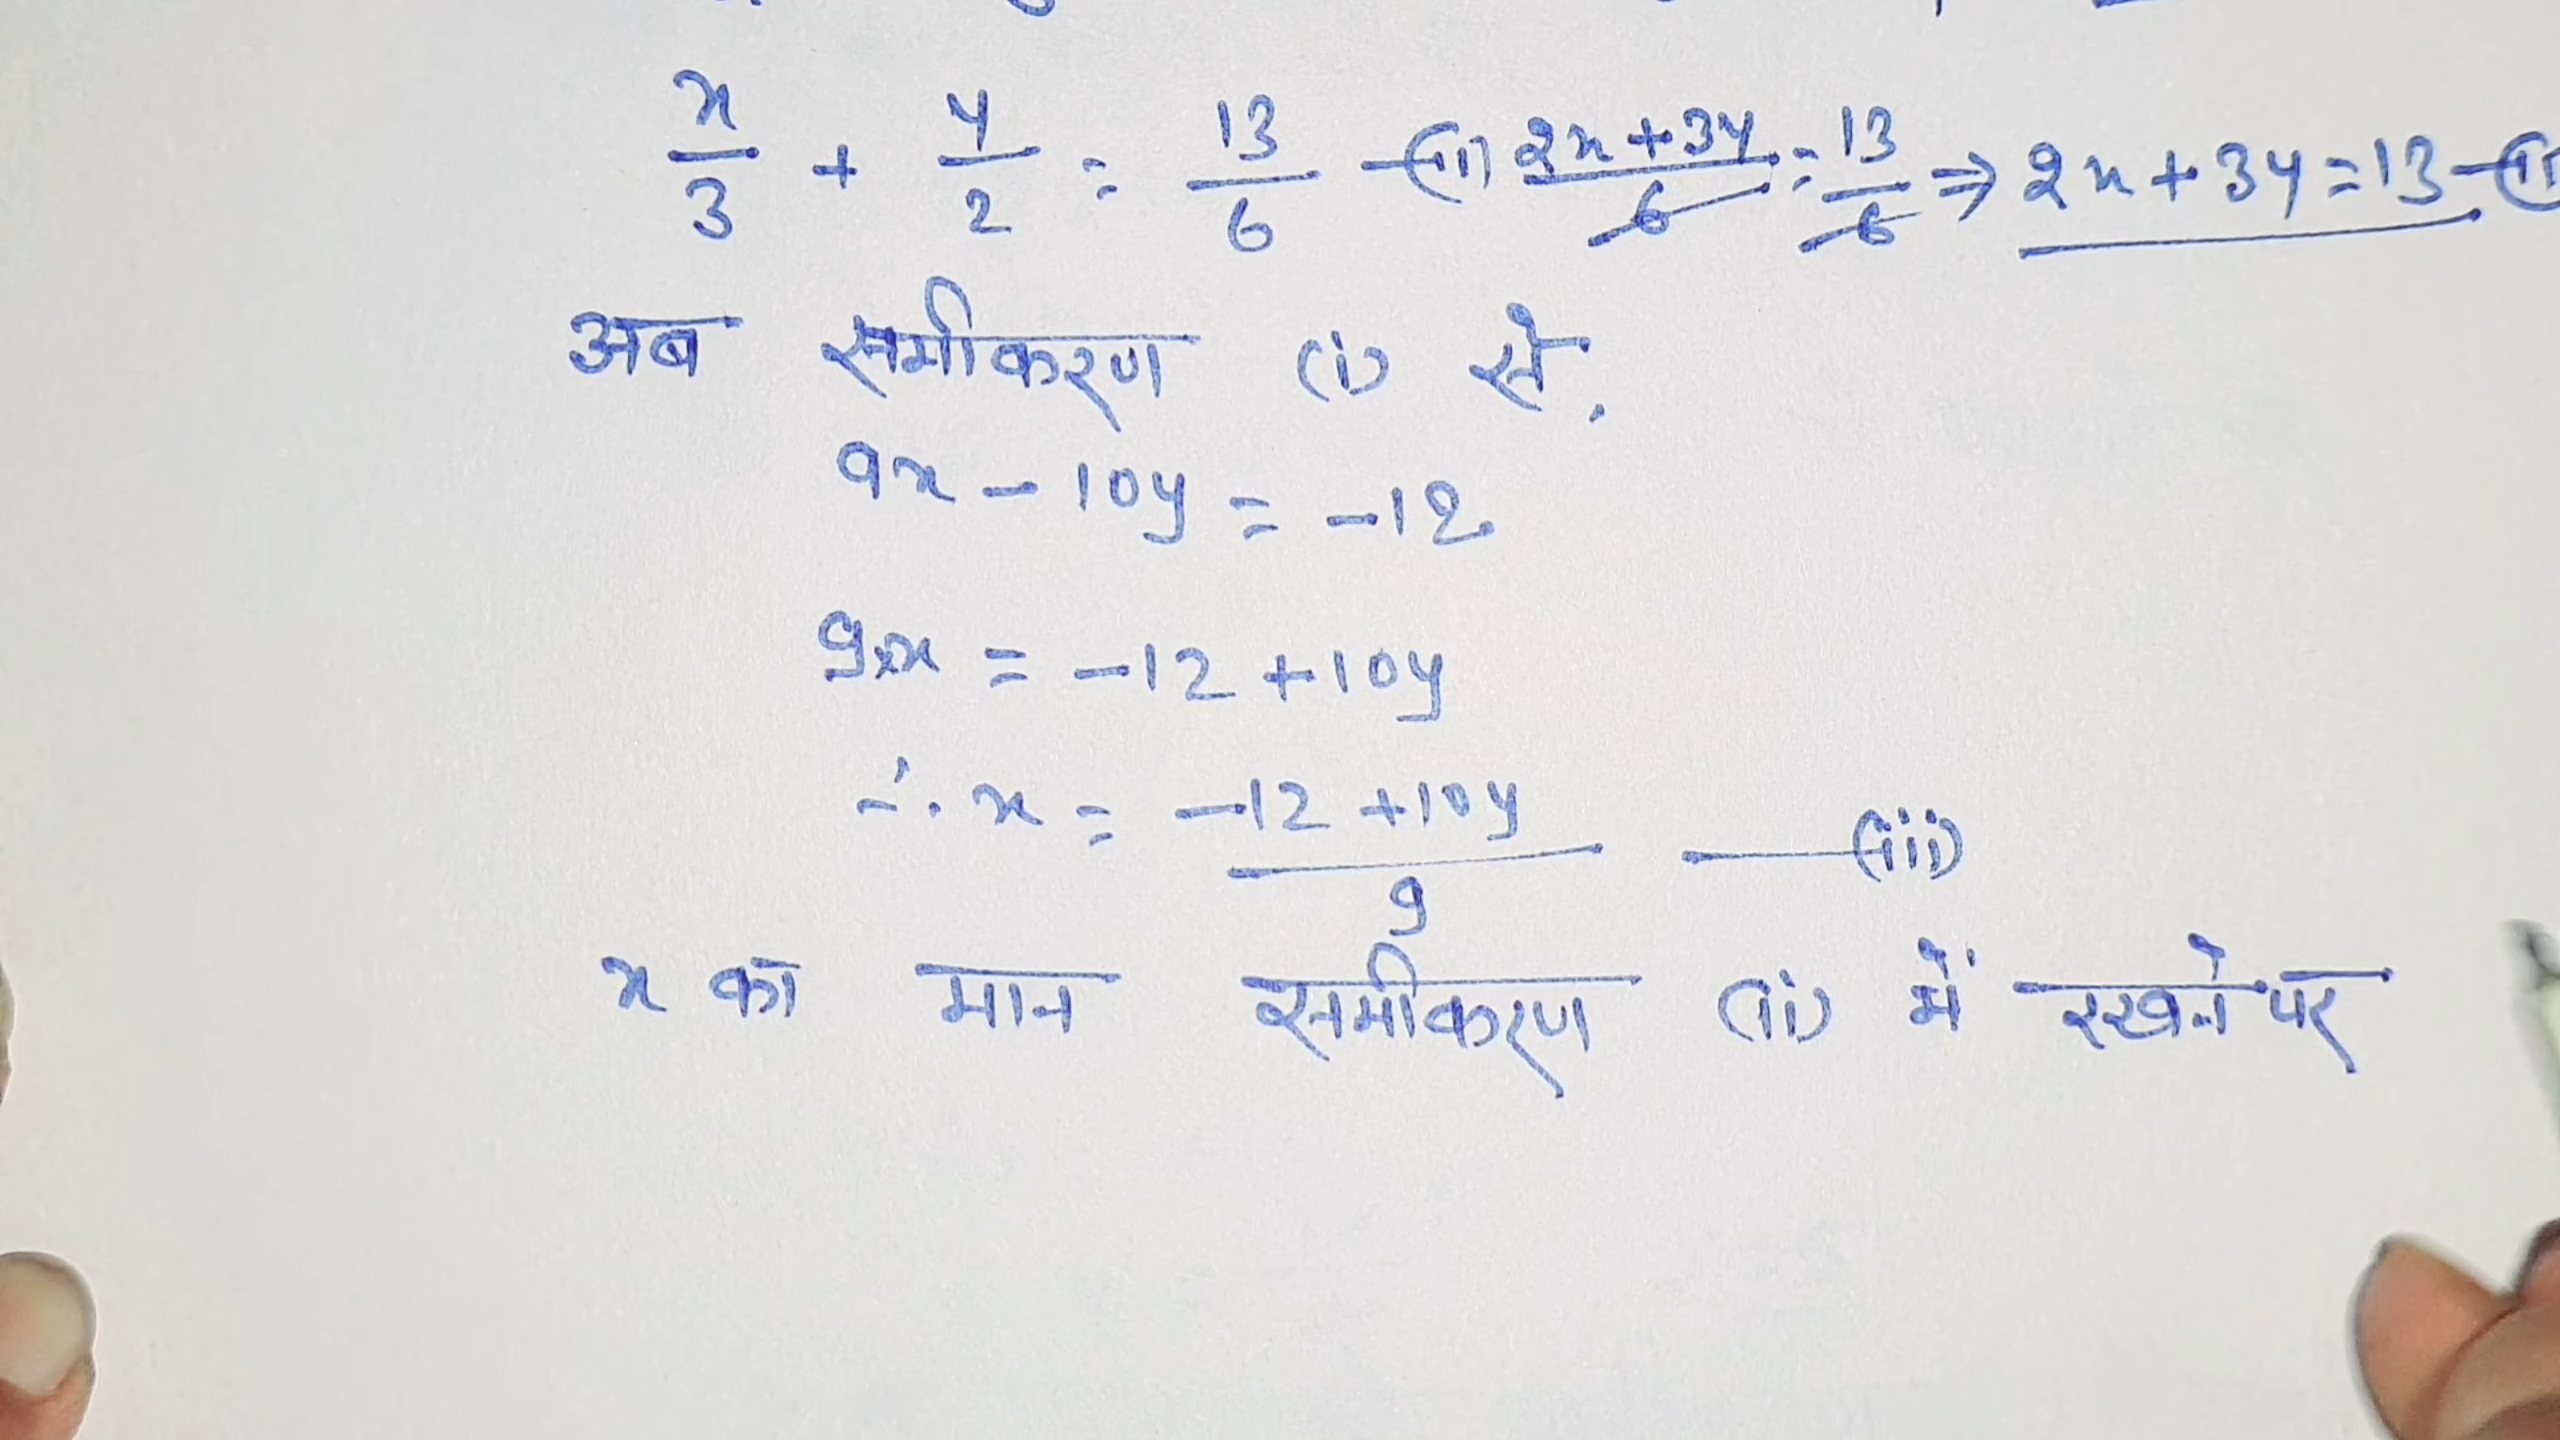 x/3 + y/2 = 13/6 —(ii) (2x+3y)/6 = 13/6 ⇒ 2x+3y=13—(ii
अब समीकरण (i) से,
9x - 10y = -12
9x = -12 + 10y
∴ x = (-12 + 10y)/9 ——(iii)
x का मान समीकरण (ii) में रखने पर